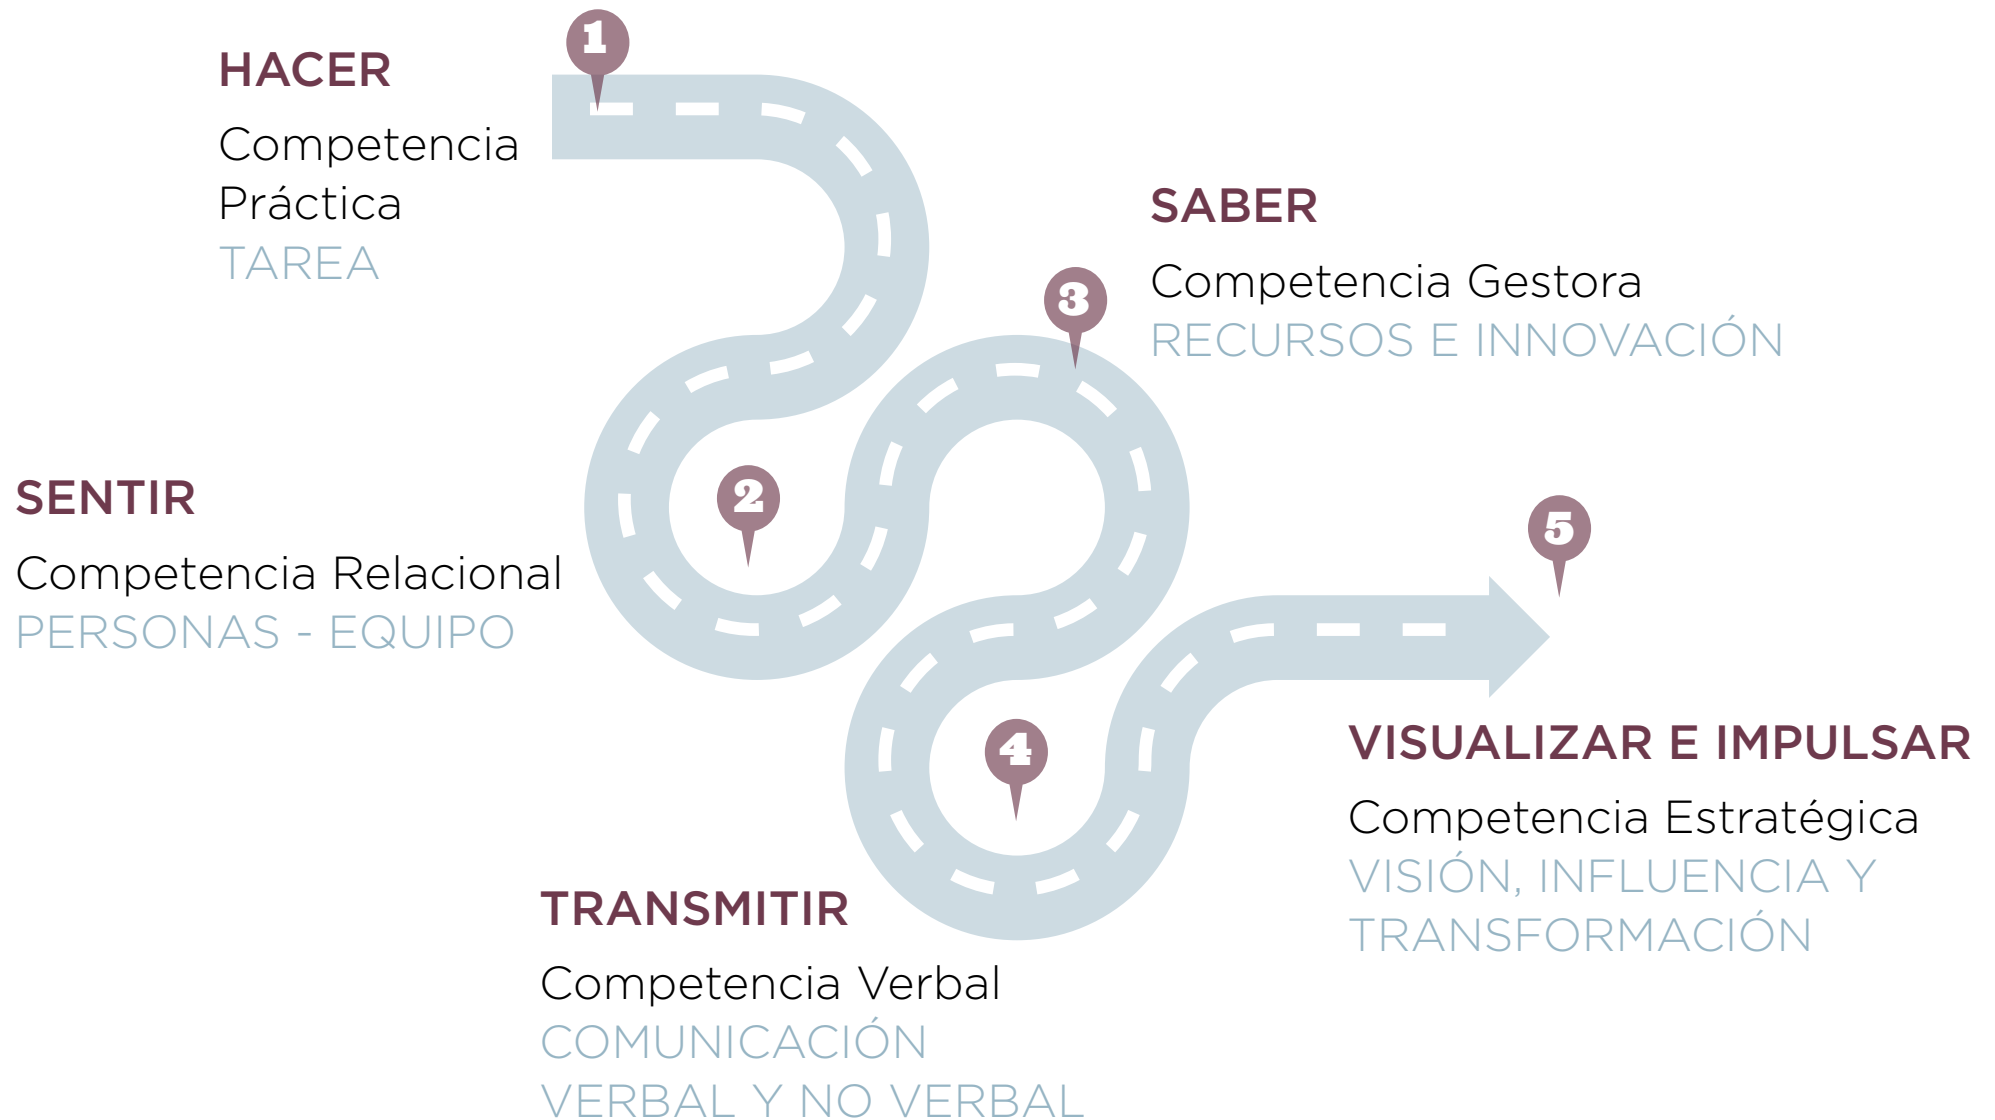 1
HACER
Competencia
Práctica
TAREA
2
SENTIR
Competencia Relacional
PERSONAS - EQUIPO
3
SABER
Competencia Gestora
RECURSOS E INNOVACIÓN
4
TRANSMITIR
Competencia Verbal
COMUNICACIÓN
VERBAL Y NO VERBAL
5
VISUALIZAR E IMPULSAR
Competencia Estratégica
VISIÓN, INFLUENCIA Y
TRANSFORMACIÓN